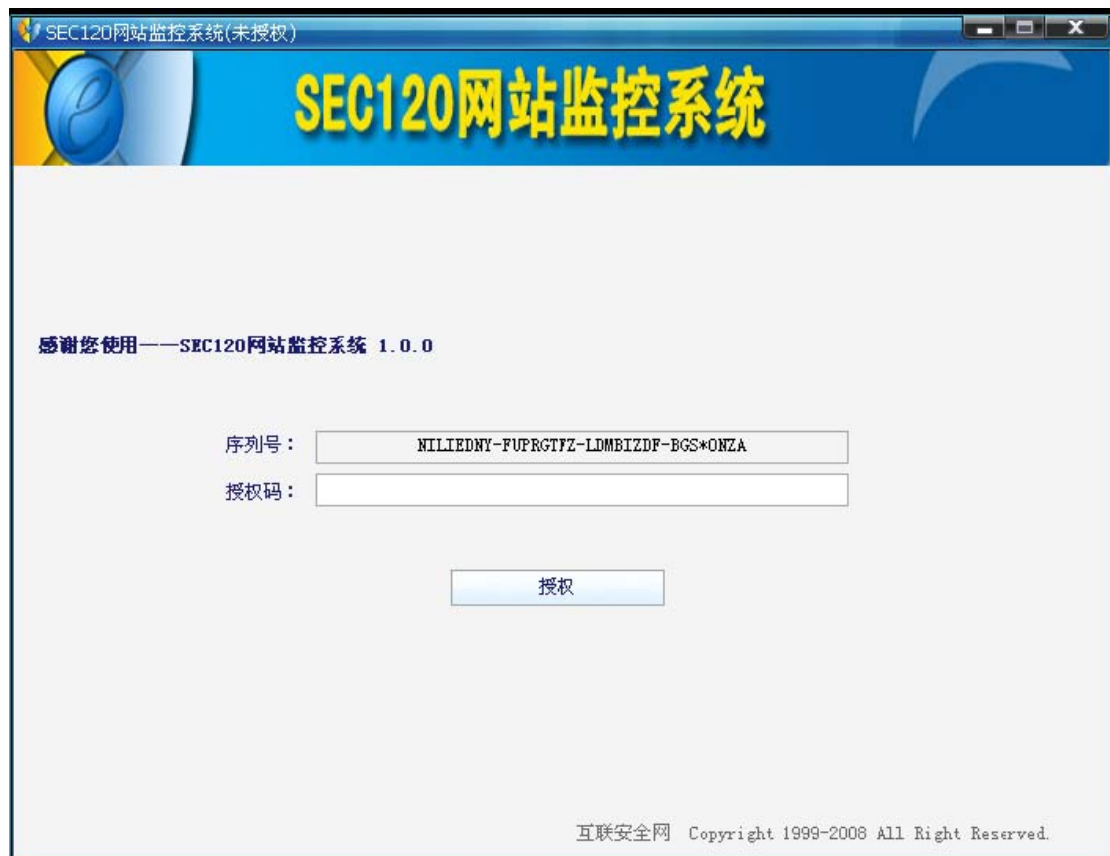 SEC120网站监控系统(未授权)
SEC120网站监控系统
感谢您使用——SEC120网站监控系统 1.0.0
序列号: NILIEDNY-FUPRGTFZ-LDMBIZDF-BGS*ONZA
授权码:
授权
互联安全网 Copyright 1999-2008 All Right Reserved.